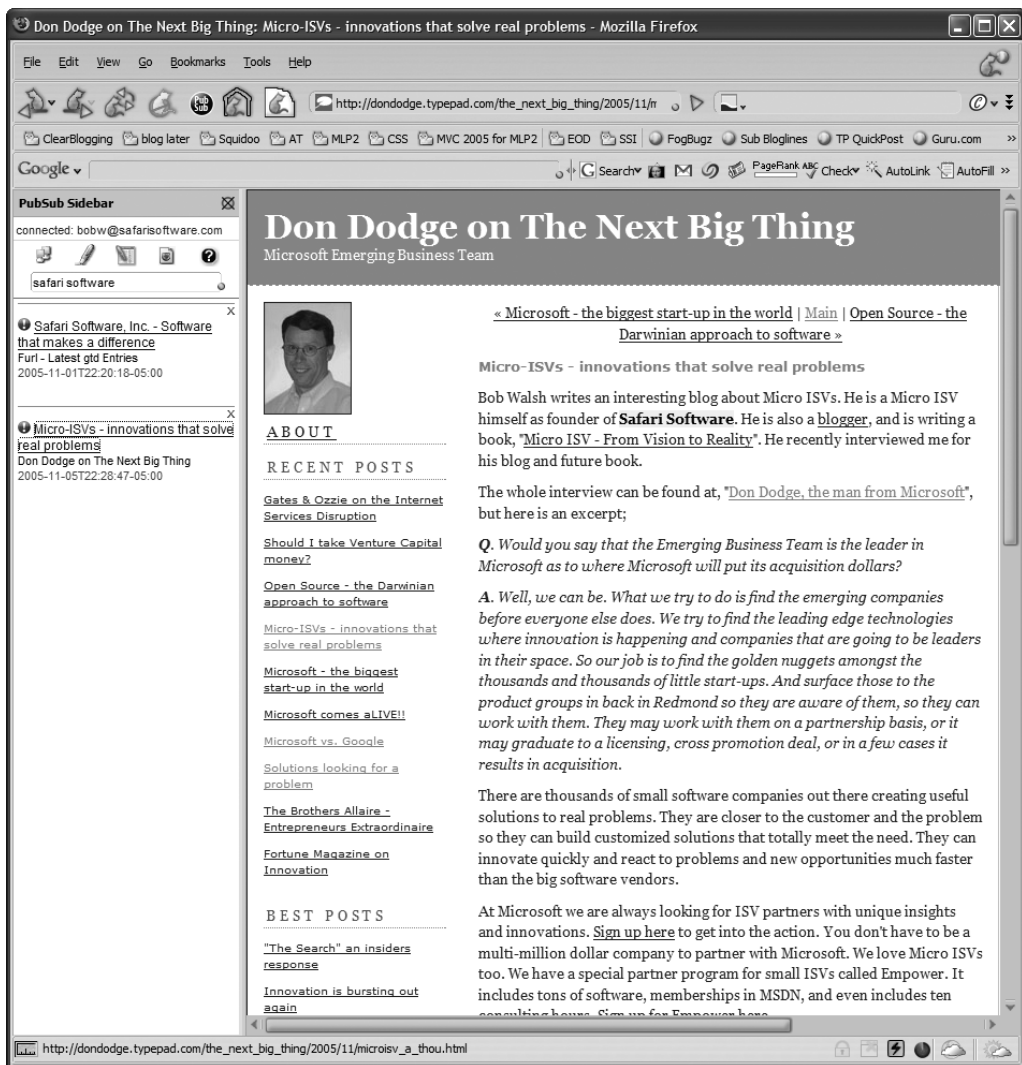 Don Dodge on The Next Big Thing: Micro-ISVs - innovations that solve real problems - Mozilla Firefox
File Edit View Go Bookmarks Tools Help
PUB SUB
http://dondodge.typepad.com/the_next_big_thing/2005/11/m
ClearBlogging blog later Squidoo AT MLP2 CSS MVC 2005 for MLP2 EOD SSI FogBugz Sub Bloglines TP QuickPost Guru.com »
Google G Search PageRank ABC Check AutoLink AutoFill »
PubSub Sidebar
connected: bobw@safarisoftware.com
safari software
X
Safari Software, Inc. - Software
that makes a difference
Furl - Latest gtd Entries
2005-11-01T22:20:18-05:00
X
Micro-ISVs - innovations that solve
real problems
Don Dodge on The Next Big Thing
2005-11-05T22:28:47-05:00
Don Dodge on The Next Big Thing
Microsoft Emerging Business Team
ABOUT
RECENT POSTS
Gates & Ozzie on the Internet
Services Disruption
Should I take Venture Capital
money?
Open Source - the Darwinian
approach to software
Micro-ISVs - innovations that
solve real problems
Microsoft - the biggest
start-up in the world
Microsoft comes aLIVE!!
Microsoft vs. Google
Solutions looking for a
problem
The Brothers Allaire -
Entrepreneurs Extraordinaire
Fortune Magazine on
Innovation
BEST POSTS
"The Search" an insiders
response
Innovation is bursting out
again
« Microsoft - the biggest start-up in the world | Main | Open Source - the
Darwinian approach to software »
Micro-ISVs - innovations that solve real problems
Bob Walsh writes an interesting blog about Micro ISVs. He is a Micro ISV
himself as founder of Safari Software. He is also a blogger, and is writing a
book, "Micro ISV - From Vision to Reality". He recently interviewed me for
his blog and future book.
The whole interview can be found at, "Don Dodge, the man from Microsoft",
but here is an excerpt;
Q. Would you say that the Emerging Business Team is the leader in
Microsoft as to where Microsoft will put its acquisition dollars?
A. Well, we can be. What we try to do is find the emerging companies
before everyone else does. We try to find the leading edge technologies
where innovation is happening and companies that are going to be leaders
in their space. So our job is to find the golden nuggets amongst the
thousands and thousands of little start-ups. And surface those to the
product groups in back in Redmond so they are aware of them, so they can
work with them. They may work with them on a partnership basis, or it
may graduate to a licensing, cross promotion deal, or in a few cases it
results in acquisition.
There are thousands of small software companies out there creating useful
solutions to real problems. They are closer to the customer and the problem
so they can build customized solutions that totally meet the need. They can
innovate quickly and react to problems and new opportunities much faster
than the big software vendors.
At Microsoft we are always looking for ISV partners with unique insights
and innovations. Sign up here to get into the action. You don't have to be a
multi-million dollar company to partner with Microsoft. We love Micro ISVs
too. We have a special partner program for small ISVs called Empower. It
includes tons of software, memberships in MSDN, and even includes ten
consulting hours. Sign up for Empower here.
http://dondodge.typepad.com/the_next_big_thing/2005/11/microisv_a_thou.html